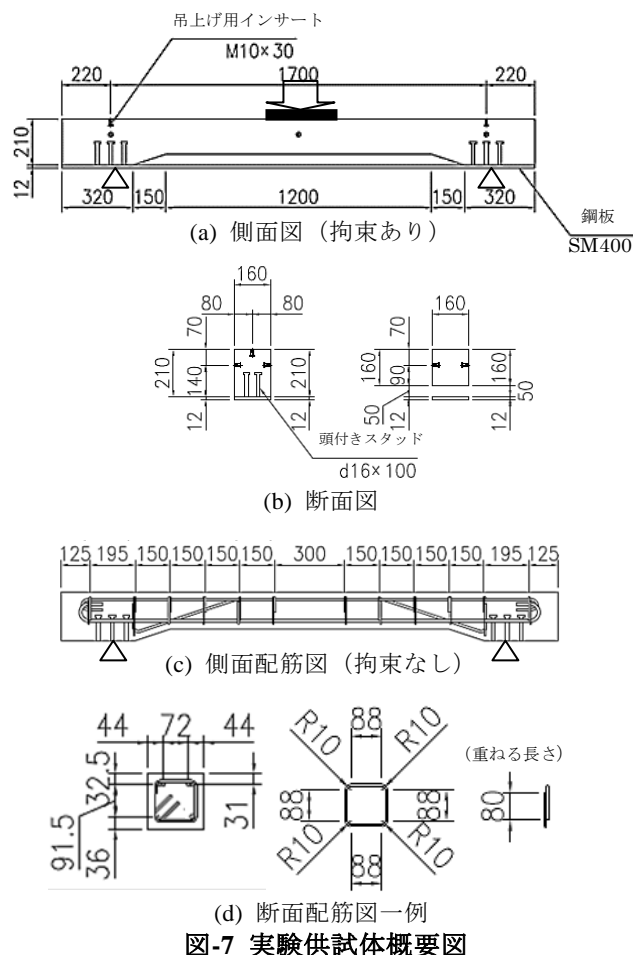 吊上げ用インサート
M10×30
220 1700 220
210
12
320 150 1200 150 320
鋼板
SM400
(a) 側面図（拘束あり）
160 160
80 80
70 70
210 140 210 160 90 160
12 12 50 12 50 12
頭付きスタッド
d16×100
(b) 断面図
125 195 150 150 150 150 300 150 150 150 150 195 125
(c) 側面配筋図（拘束なし）
44 72 44
32.5 31
91.5
36
R10 88 R10
88 88
R10 88 R10
(重ねる長さ)
80
(d) 断面配筋図一例
図-7 実験供試体概要図